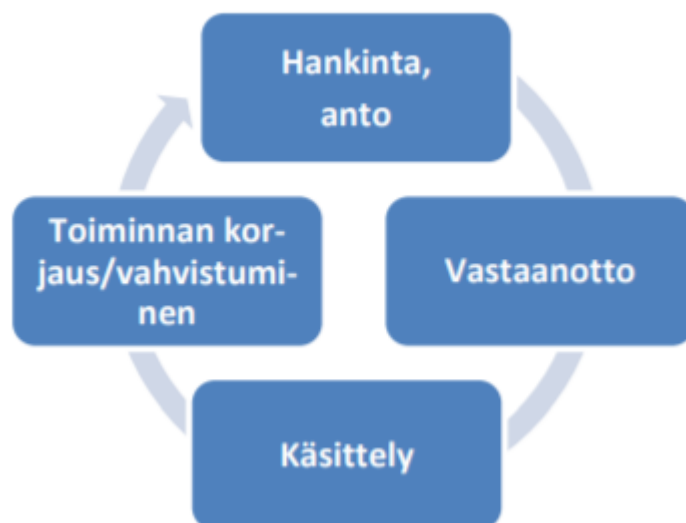 Hankinta,
anto
Vastaanotto
Käsittely
Toiminnan kor-
jaus/vahvistumi-
nen